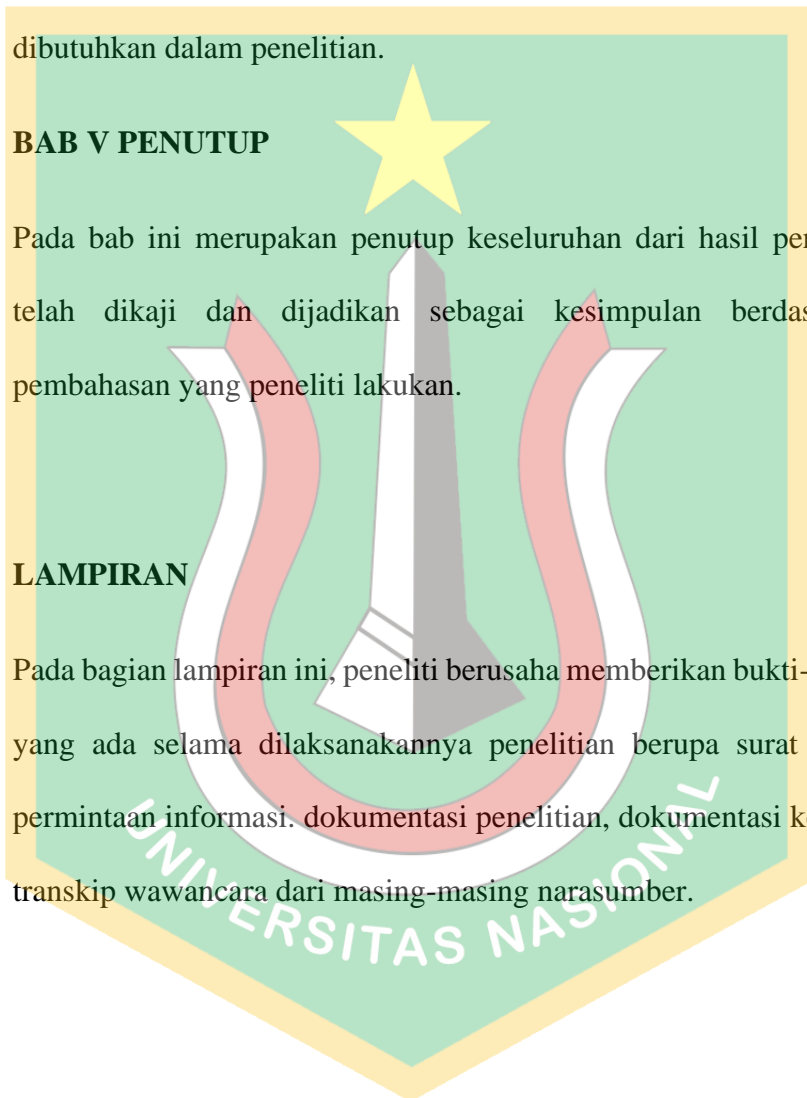 dibutuhkan dalam penelitian.
BAB V PENUTUP
Pada bab ini merupakan penutup keseluruhan dari hasil
telah dikaji dan dijadikan sebagai kesimpulan
pembahasan yang peneliti lakukan.
LAMPIRAN
Pada bagian lampiran ini, peneliti berusaha memberikan bukti-
yang ada selama dilaksanakannya penelitian berupa surat
permintaan informasi. dokumentasi penelitian, dokumentasi
transkip wawancara dari masing-masing narasumber.
UNIVERSITAS NASIONAL